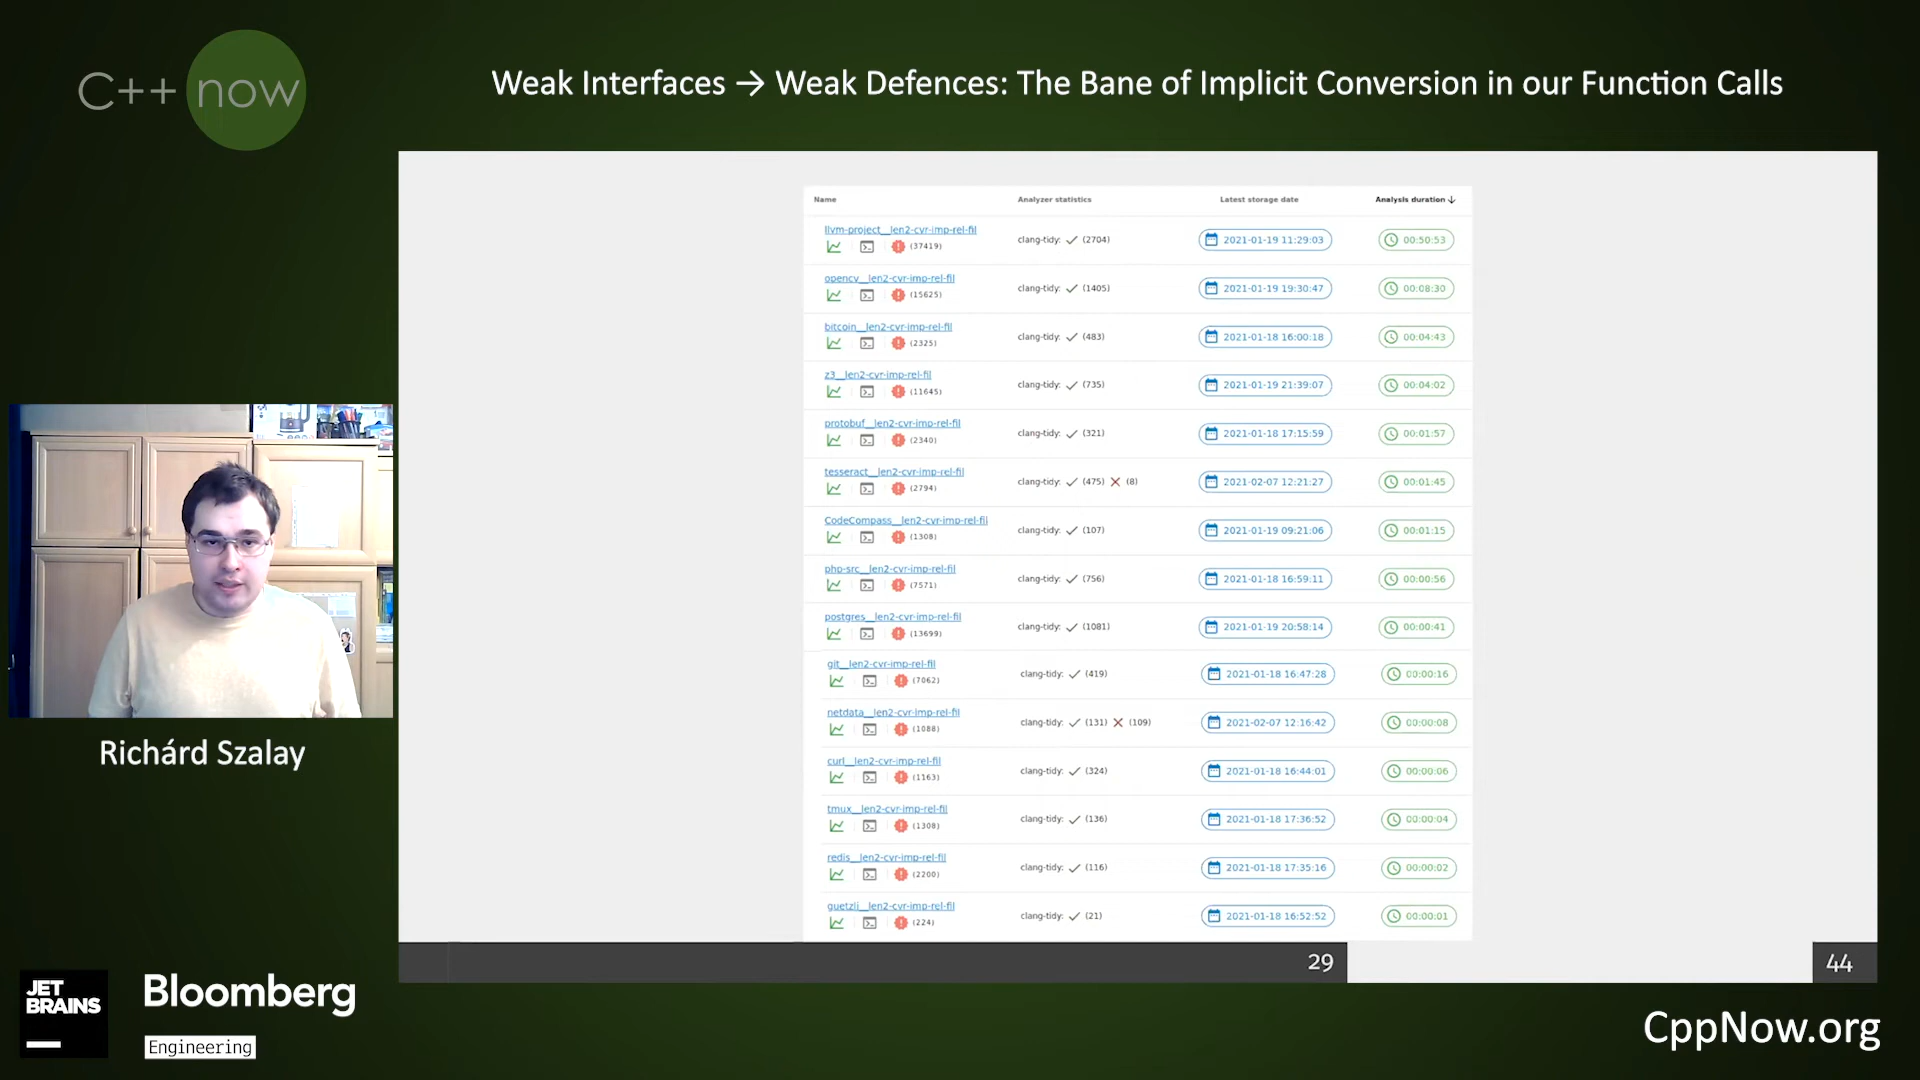 C++ now
Weak Interfaces → Weak Defences: The Bane of Implicit Conversion in our Function Calls
Name Analyzer statistics Latest storage date Analysis duration ↓
llvm-project__len2-cvr-imp-rel-fil
(37419) clang-tidy: ✓ (2704) 2021-01-19 11:29:03 00:50:53
opencv__len2-cvr-imp-rel-fil
(15625) clang-tidy: ✓ (1405) 2021-01-19 19:30:47 00:08:30
bitcoin__len2-cvr-imp-rel-fil
(2325) clang-tidy: ✓ (483) 2021-01-18 16:00:18 00:04:43
z3__len2-cvr-imp-rel-fil
(11645) clang-tidy: ✓ (735) 2021-01-19 21:39:07 00:04:02
protobuf__len2-cvr-imp-rel-fil
(2340) clang-tidy: ✓ (321) 2021-01-18 17:15:59 00:01:57
tesseract__len2-cvr-imp-rel-fil
(2794) clang-tidy: ✓ (475) ✕ (8) 2021-02-07 12:21:27 00:01:45
CodeCompass__len2-cvr-imp-rel-fil
(1308) clang-tidy: ✓ (107) 2021-01-19 09:21:06 00:01:15
php-src__len2-cvr-imp-rel-fil
(7571) clang-tidy: ✓ (756) 2021-01-18 16:59:11 00:00:56
postgres__len2-cvr-imp-rel-fil
(13699) clang-tidy: ✓ (1081) 2021-01-19 20:58:14 00:00:41
git__len2-cvr-imp-rel-fil
(7062) clang-tidy: ✓ (419) 2021-01-18 16:47:28 00:00:16
netdata__len2-cvr-imp-rel-fil
(1088) clang-tidy: ✓ (131) ✕ (109) 2021-02-07 12:16:42 00:00:08
curl__len2-cvr-imp-rel-fil
(1163) clang-tidy: ✓ (324) 2021-01-18 16:44:01 00:00:06
tmux__len2-cvr-imp-rel-fil
(1308) clang-tidy: ✓ (136) 2021-01-18 17:36:52 00:00:04
redis__len2-cvr-imp-rel-fil
(2200) clang-tidy: ✓ (116) 2021-01-18 17:35:16 00:00:02
guetzli__len2-cvr-imp-rel-fil
(224) clang-tidy: ✓ (21) 2021-01-18 16:52:52 00:00:01
29 44
Richárd Szalay
JET
BRAINS
Bloomberg
Engineering
CppNow.org